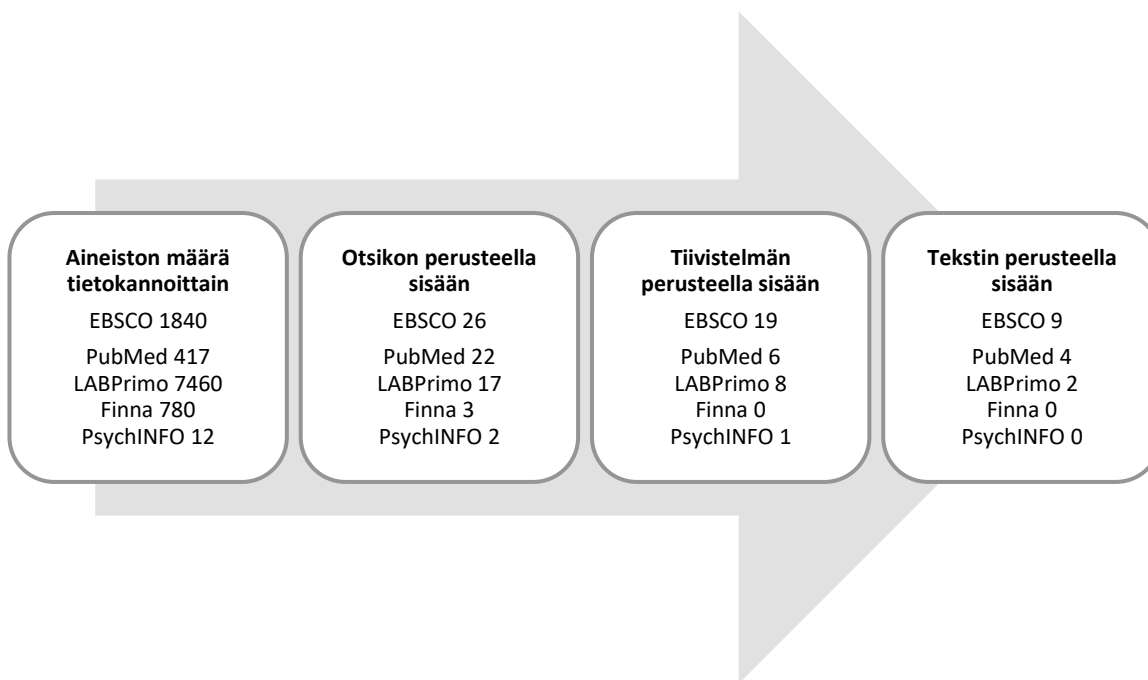 Aineiston määrä
tietokannoittain
EBSCO 1840
PubMed 417
LABPrimo 7460
Finna 780
PsychINFO 12
Otsikon perusteella
sisään
EBSCO 26
PubMed 22
LABPrimo 17
Finna 3
PsychINFO 2
Tiivistelmän
perusteella sisään
EBSCO 19
PubMed 6
LABPrimo 8
Finna 0
PsychINFO 1
Tekstin perusteella
sisään
EBSCO 9
PubMed 4
LABPrimo 2
Finna 0
PsychINFO 0